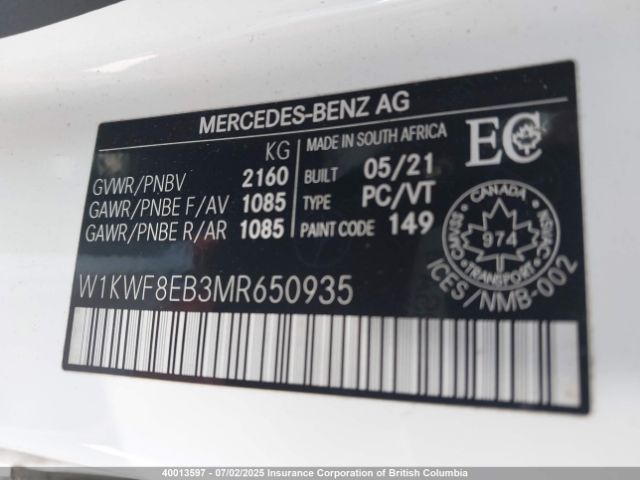 MERCEDES-BENZ AG
KG
GVWR/PNBV 2160
GAWR/PNBE F/AV 1085
GAWR/PNBE R/AR 1085
MADE IN SOUTH AFRICA
BUILT 05/21
TYPE PC/VT
PAINT CODE 149
EC
CANADA
974
TRANSPORT
CMVSS
NSVAC
ICES/NMB-002
W1KWF8EB3MR650935
40013597 - 07/02/2025 Insurance Corporation of British Columbia